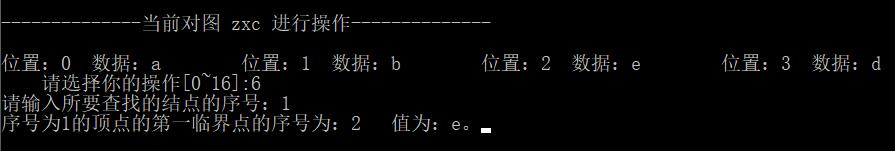 --------------当前对图 zxc 进行操作--------------
位置：0 数据：a 位置：1 数据：b 位置：2 数据：e 位置：3 数据：d
请选择你的操作[0~16]:6
请输入所要查找的结点的序号：1
序号为1的顶点的第一临界点的序号为：2 值为：e。